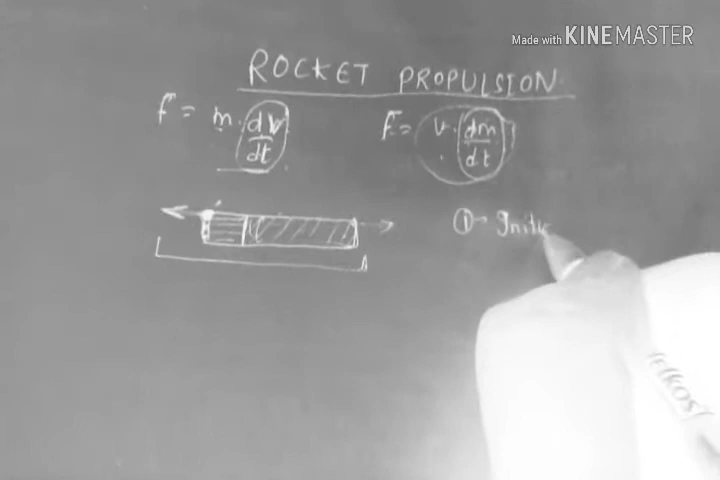 Made with KINEMASTER
ROCKET PROPULSION
F = m. dv/dt
F = v. dm/dt
① → Initi